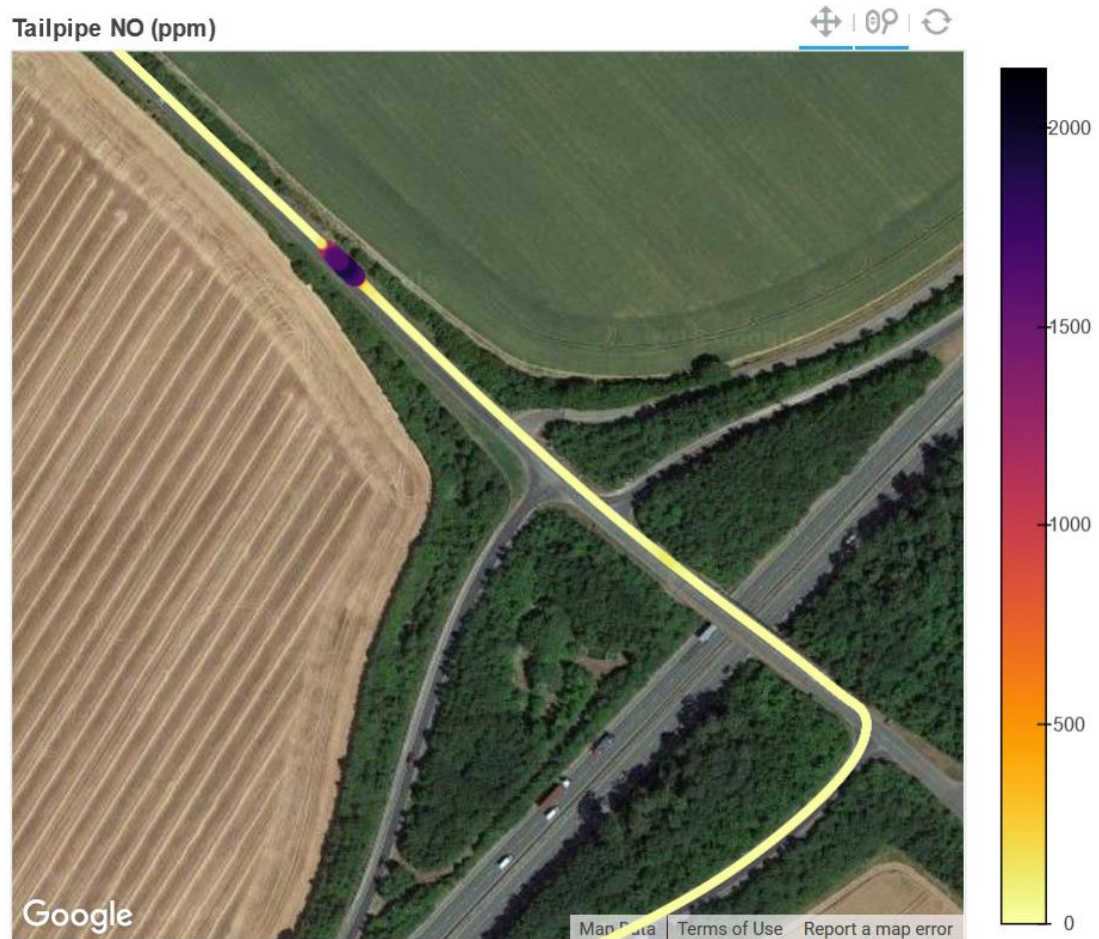 Tailpipe NO (ppm)
2000
1500
1000
500
0
Google
Map Data
Terms of Use
Report a map error